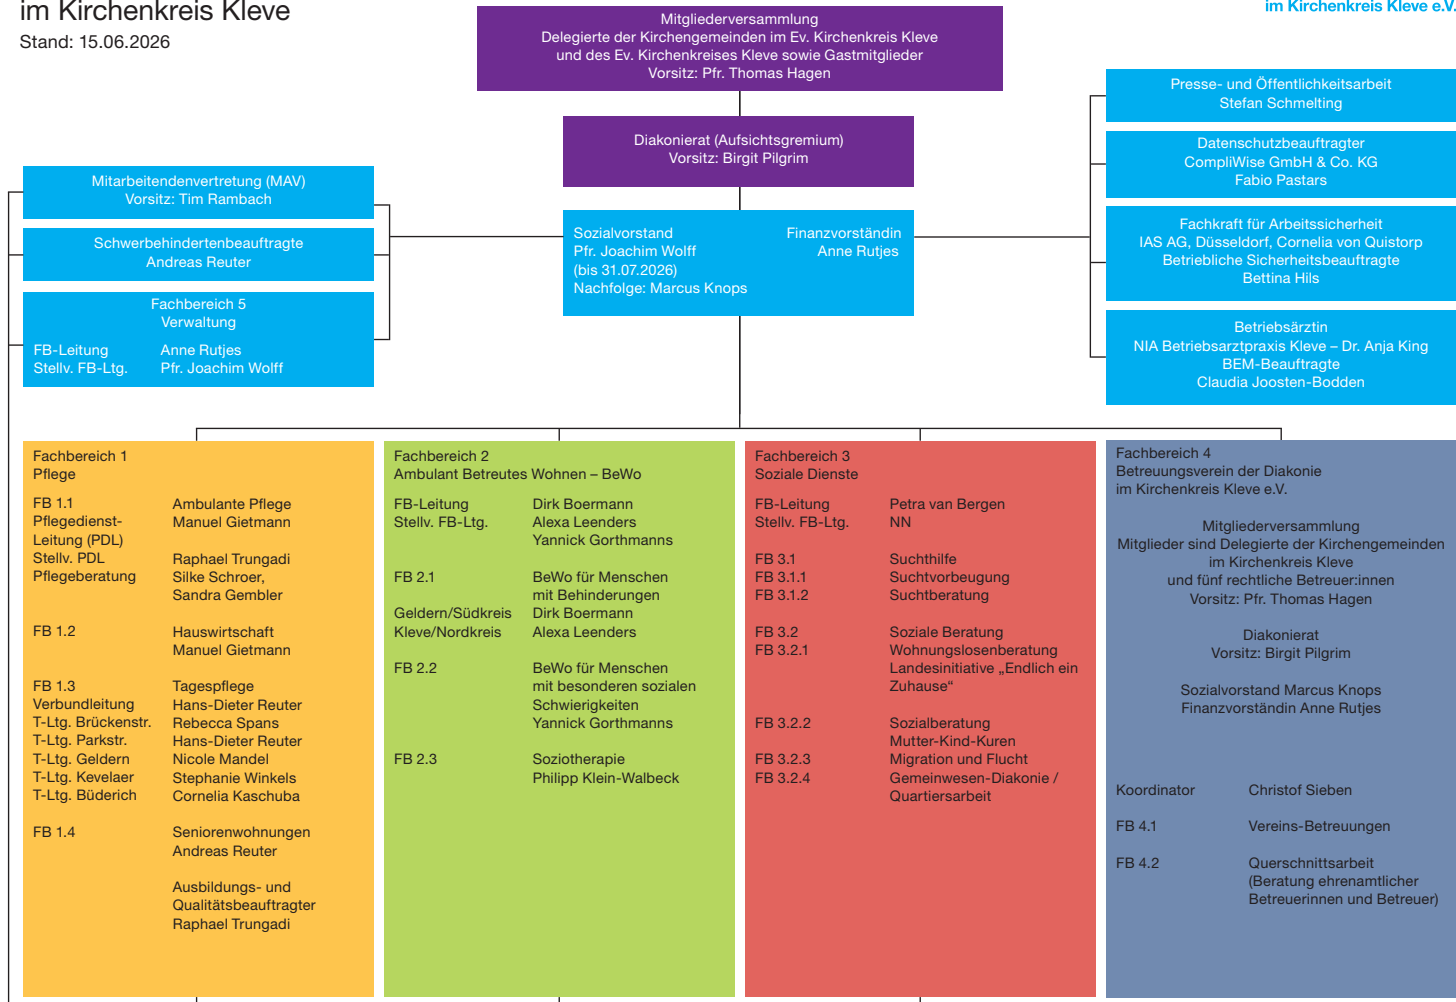 im Kirchenkreis Kleve
Stand: 15.06.2026
im Kirchenkreis Kleve e.V.
Mitgliederversammlung
Delegierte der Kirchengemeinden im Ev. Kirchenkreis Kleve
und des Ev. Kirchenkreises Kleve sowie Gastmitglieder
Vorsitz: Pfr. Thomas Hagen
Diakonierat (Aufsichtsgremium)
Vorsitz: Birgit Pilgrim
Sozialvorstand Finanzvorständin
Pfr. Joachim Wolff Anne Rutjes
(bis 31.07.2026)
Nachfolge: Marcus Knops
Mitarbeitendenvertretung (MAV)
Vorsitz: Tim Rambach
Schwerbehindertenbeauftragte
Andreas Reuter
Fachbereich 5
Verwaltung
FB-Leitung Anne Rutjes
Stellv. FB-Ltg. Pfr. Joachim Wolff
Presse- und Öffentlichkeitsarbeit
Stefan Schmelting
Datenschutzbeauftragter
CompliWise GmbH & Co. KG
Fabio Pastars
Fachkraft für Arbeitssicherheit
IAS AG, Düsseldorf, Cornelia von Quistorp
Betriebliche Sicherheitsbeauftragte
Bettina Hils
Betriebsärztin
NIA Betriebsarztpraxis Kleve – Dr. Anja King
BEM-Beauftragte
Claudia Joosten-Bodden
Fachbereich 1
Pflege
FB 1.1 Ambulante Pflege
Pflegedienst- Manuel Gietmann
Leitung (PDL)
Stellv. PDL Raphael Trungadi
Pflegeberatung Silke Schroer,
Sandra Gembler
FB 1.2 Hauswirtschaft
Manuel Gietmann
FB 1.3 Tagespflege
Verbundleitung Hans-Dieter Reuter
T-Ltg. Brückenstr. Rebecca Spans
T-Ltg. Parkstr. Hans-Dieter Reuter
T-Ltg. Geldern Nicole Mandel
T-Ltg. Kevelaer Stephanie Winkels
T-Ltg. Büderich Cornelia Kaschuba
FB 1.4 Seniorenwohnungen
Andreas Reuter
Ausbildungs- und
Qualitätsbeauftragter
Raphael Trungadi
Fachbereich 2
Ambulant Betreutes Wohnen – BeWo
FB-Leitung Dirk Boermann
Stellv. FB-Ltg. Alexa Leenders
Yannick Gorthmanns
FB 2.1 BeWo für Menschen
mit Behinderungen
Geldern/Südkreis Dirk Boermann
Kleve/Nordkreis Alexa Leenders
FB 2.2 BeWo für Menschen
mit besonderen sozialen
Schwierigkeiten
Yannick Gorthmanns
FB 2.3 Soziotherapie
Philipp Klein-Walbeck
Fachbereich 3
Soziale Dienste
FB-Leitung Petra van Bergen
Stellv. FB-Ltg. NN
FB 3.1 Suchthilfe
FB 3.1.1 Suchtvorbeugung
FB 3.1.2 Suchtberatung
FB 3.2 Soziale Beratung
FB 3.2.1 Wohnungslosenberatung
Landesinitiative „Endlich ein
Zuhause“
FB 3.2.2 Sozialberatung
Mutter-Kind-Kuren
FB 3.2.3 Migration und Flucht
FB 3.2.4 Gemeinwesen-Diakonie /
Quartiersarbeit
Fachbereich 4
Betreuungsverein der Diakonie
im Kirchenkreis Kleve e.V.
Mitgliederversammlung
Mitglieder sind Delegierte der Kirchengemeinden
im Kirchenkreis Kleve
und fünf rechtliche Betreuer:innen
Vorsitz: Pfr. Thomas Hagen
Diakonierat
Vorsitz: Birgit Pilgrim
Sozialvorstand Marcus Knops
Finanzvorständin Anne Rutjes
Koordinator Christof Sieben
FB 4.1 Vereins-Betreuungen
FB 4.2 Querschnittsarbeit
(Beratung ehrenamtlicher
Betreuerinnen und Betreuer)